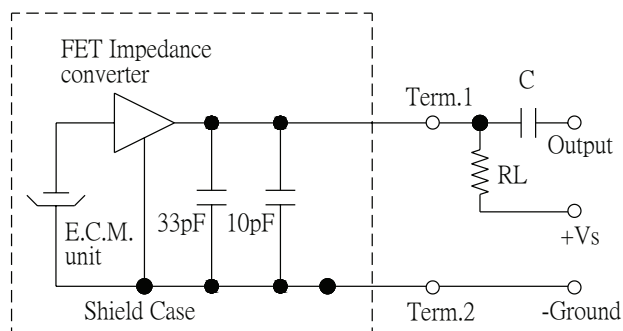 FET Impedance
converter
Term.1
C
Output
RL
33pF
10pF
+Vs
E.C.M.
unit
Shield Case
Term.2
-Ground